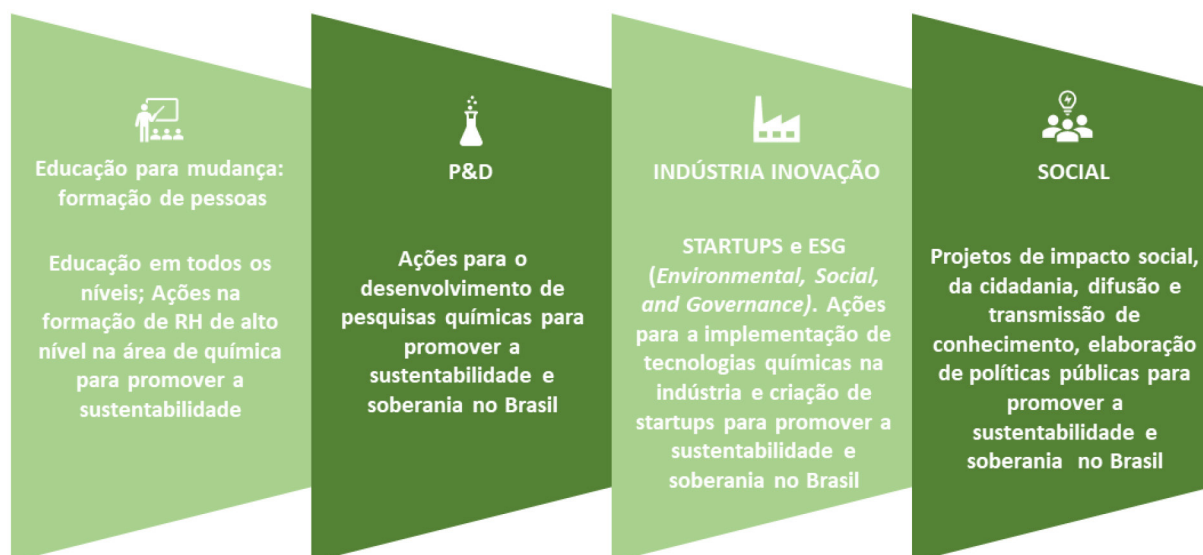 Educação para mudança:
formação de pessoas
Educação em todos os
níveis; Ações na
formação de RH de alto
nível na área de química
para promover a
sustentabilidade
P&D
Ações para o
desenvolvimento de
pesquisas químicas para
promover a
sustentabilidade e
soberania no Brasil
INDÚSTRIA INOVAÇÃO
STARTUPS e ESG
(Environmental, Social,
and Governance). Ações
para a implementação de
tecnologias químicas na
indústria e criação de
startups para promover a
sustentabilidade e
soberania no Brasil
SOCIAL
Projetos de impacto social,
da cidadania, difusão e
transmissão de
conhecimento, elaboração
de políticas públicas para
promover a
sustentabilidade e
soberania no Brasil